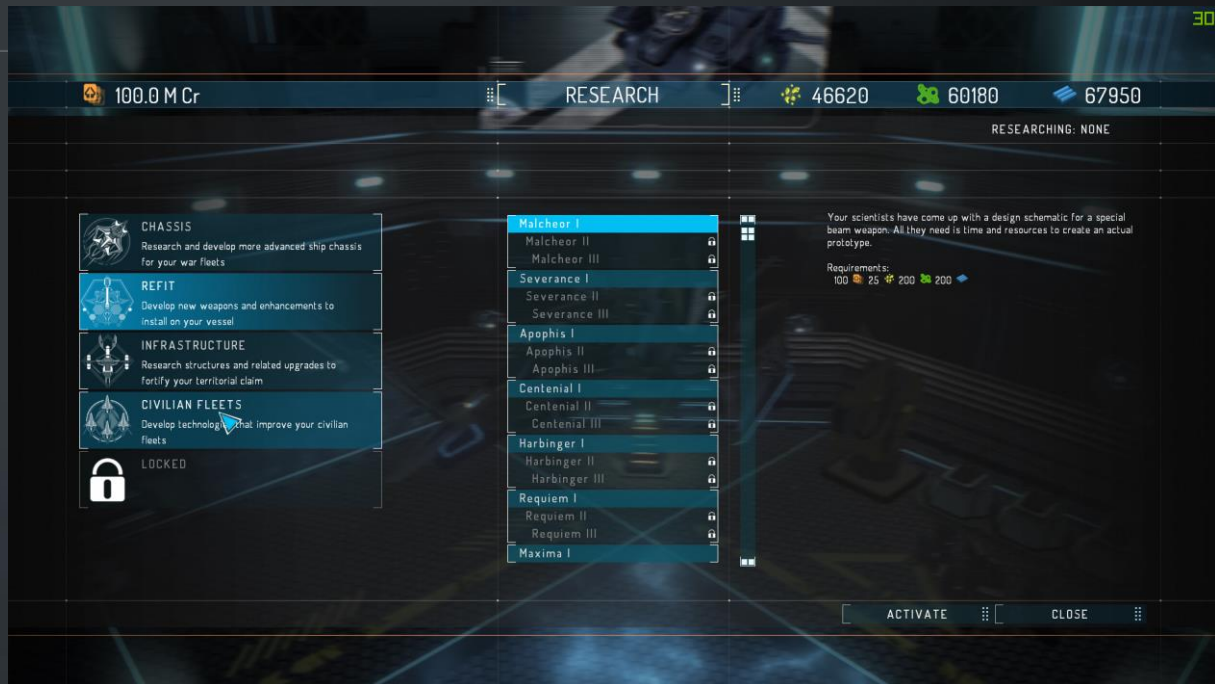 30
100.0 M Cr
RESEARCH
46620
60180
67950
RESEARCHING: NONE
CHASSIS
Research and develop more advanced ship chassis
for your war fleets
REFIT
Develop new weapons and enhancements to
install on your vessel
INFRASTRUCTURE
Research structures and related upgrades to
fortify your territorial claim
CIVILIAN FLEETS
Develop technologies that improve your civilian
fleets
LOCKED
Malcheor I
Malcheor II
Malcheor III
Severance I
Severance II
Severance III
Apophis I
Apophis II
Apophis III
Centenial I
Centenial II
Centenial III
Harbinger I
Harbinger II
Harbinger III
Requiem I
Requiem II
Requiem III
Maxima I
Your scientists have come up with a design schematic for a special
beam weapon. All they need is time and resources to create an actual
prototype.
Requirements:
100 25 200 200
ACTIVATE
CLOSE